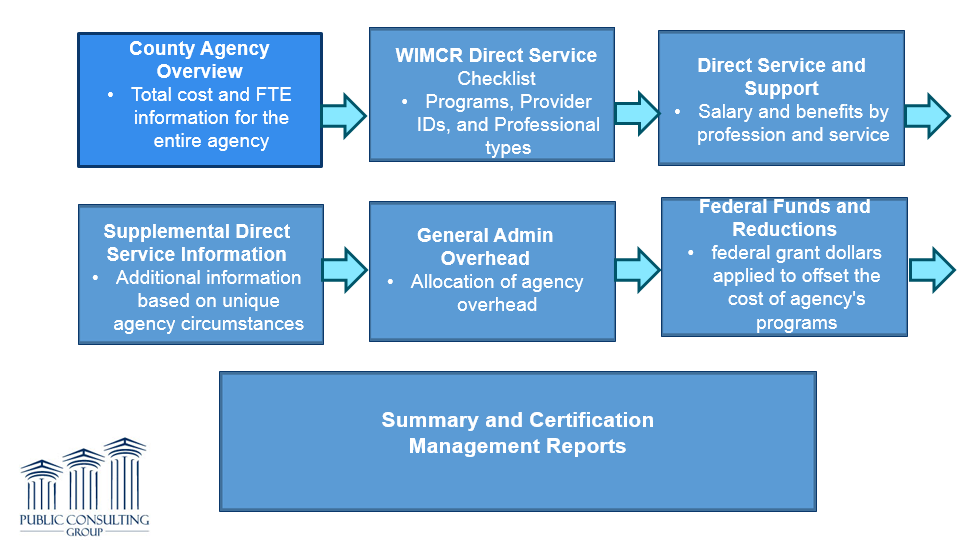 County Agency
Overview
• Total cost and FTE
information for the
entire agency
WIMCR Direct Service
Checklist
• Programs, Provider
IDs, and Professional
types
Direct Service and
Support
• Salary and benefits by
profession and service
Supplemental Direct
Service Information
• Additional information
based on unique
agency circumstances
General Admin
Overhead
• Allocation of agency
overhead
Federal Funds and
Reductions
• federal grant dollars
applied to offset the
cost of agency's
programs
Summary and Certification
Management Reports
PUBLIC CONSULTING
GROUP